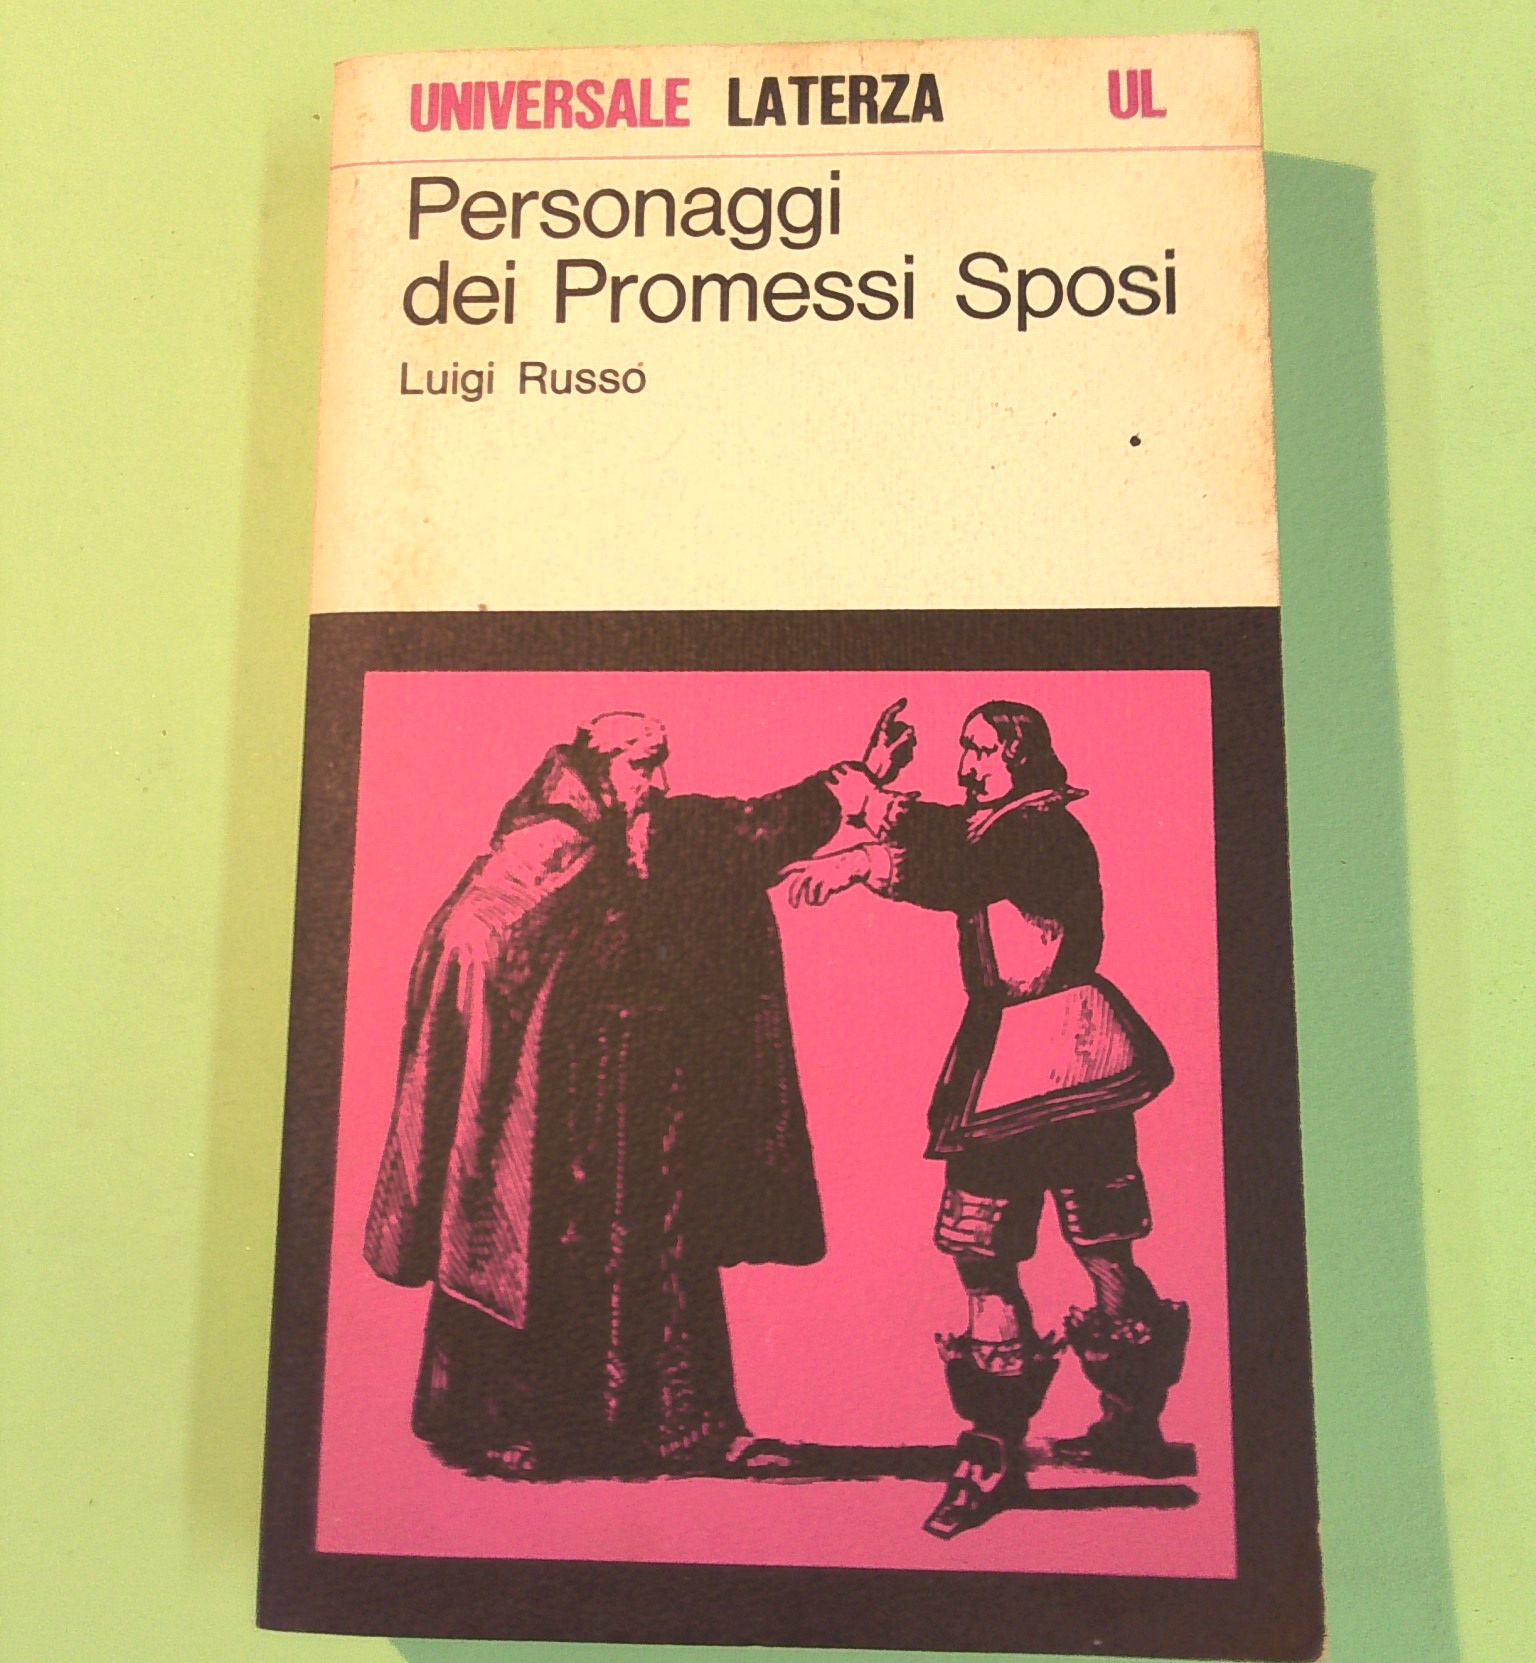 UNIVERSALE LATERZA UL
Personaggi
dei Promessi Sposi
Luigi Russo